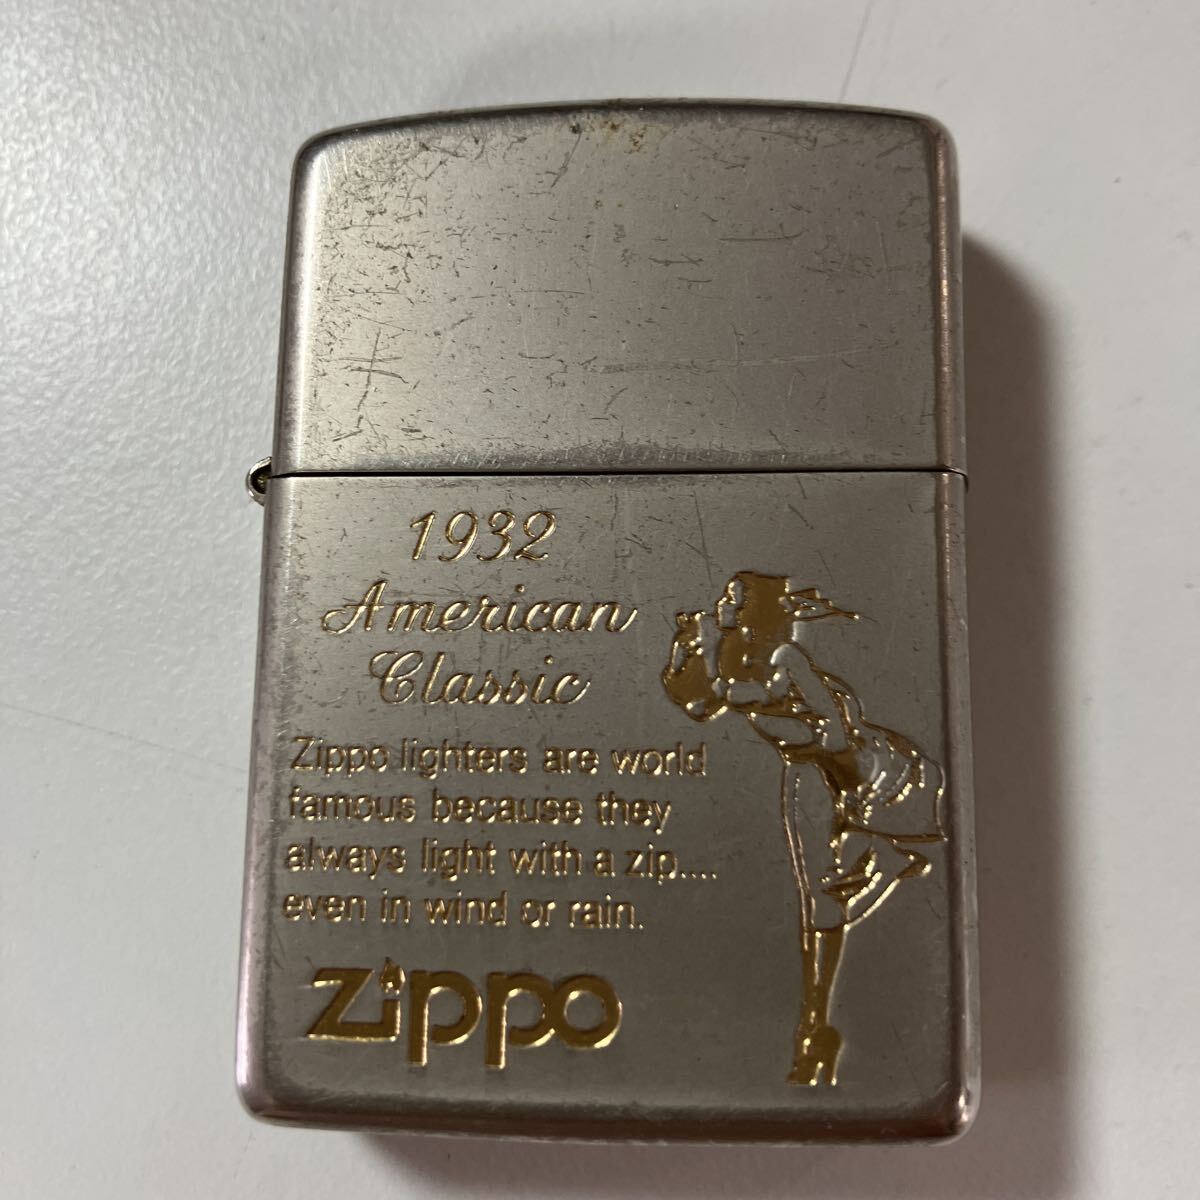 1932
American
Classic
Zippo lighters are world
famous because they
always light with a zip....
even in wind or rain.
zippo